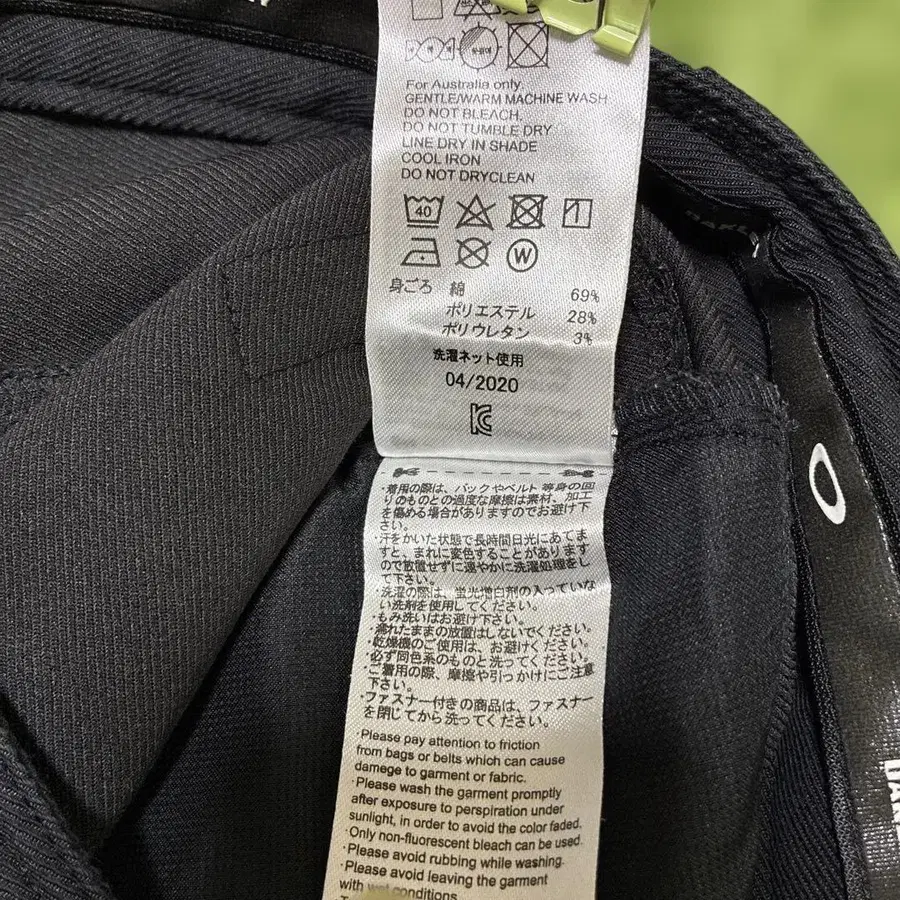 For Australia only
GENTLE/WARM MACHINE WASH
DO NOT BLEACH,
DO NOT TUMBLE DRY
LINE DRY IN SHADE
COOL IRON
DO NOT DRYCLEAN
40
W
身ごろ 綿 69%
ポリエステル 28%
ポリウレタン 3%
洗濯ネット使用
04/2020
・着用の際は、バックやベルト等身の回
りのものとの過度な摩擦は素材、加工
を傷める場合がありますのでお避け下
さい。
・汗をかいた状態で長時間日光にあてま
すと、まれに変色することがあります
ので放置せずに速やかに洗濯処理をし
て下さい。
・洗濯の際は、蛍光増白剤の入っていな
い洗剤を使用してください。
・もみ洗いはお避け下さい。
・濡れたままの放置はしないでください。
・乾燥機のご使用は、お避けください。
・必ず同色系のものと洗ってください。
・ご着用の際、摩擦や引っかけにご注意
下さい。
・ファスナー付きの商品は、ファスナー
を閉じてから洗ってください。
·Please pay attention to friction
from bags or belts which can cause
damege to garment or fabric.
·Please wash the garment promptly
after exposure to perspiration under
sunlight, in order to avoid the color faded.
·Only non-fluorescent bleach can be used.
·Please avoid rubbing while washing.
·Please avoid leaving the garment
with wet conditions.